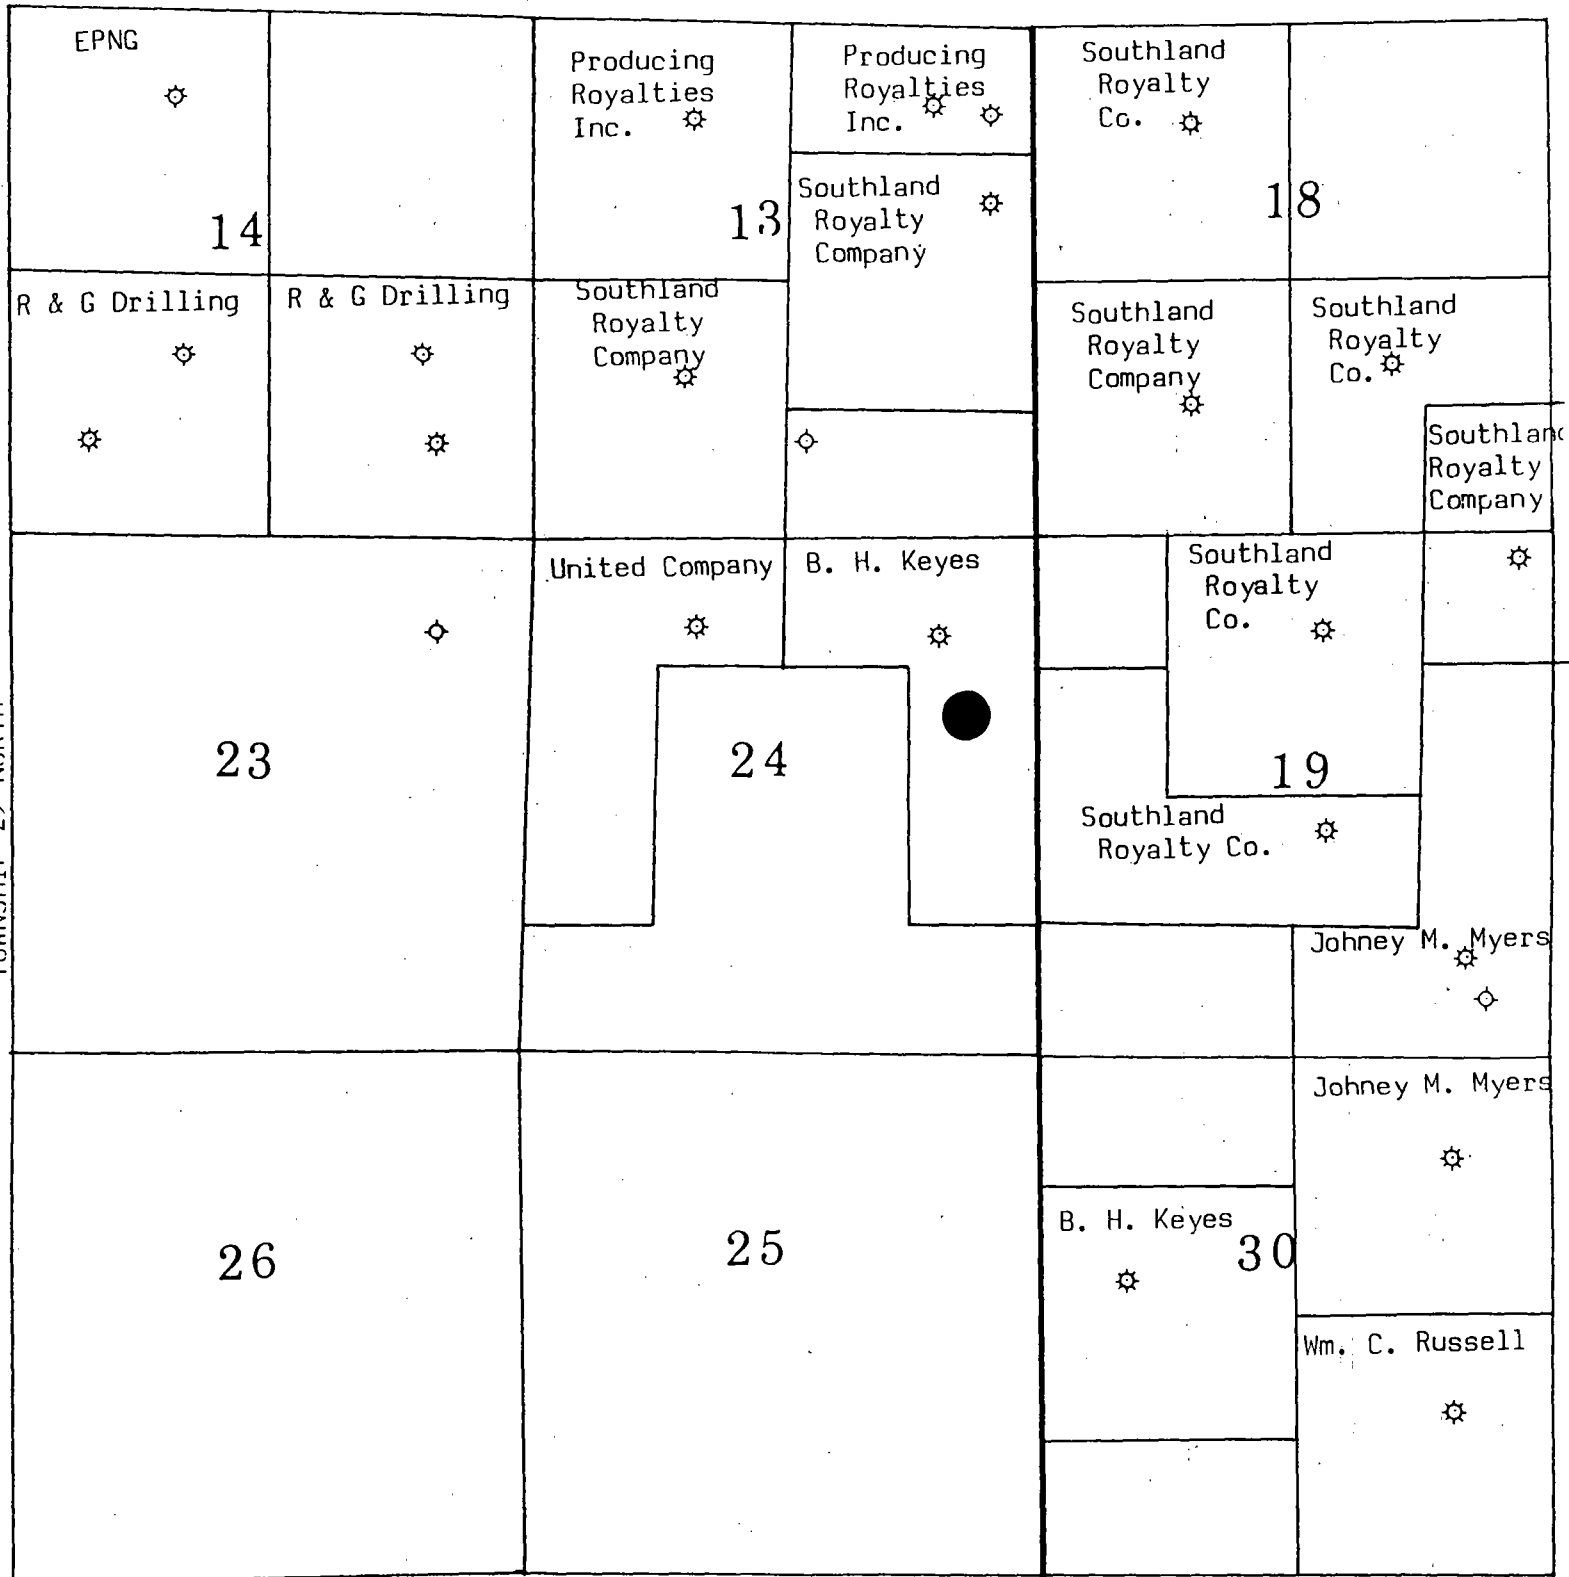 EPNG
Producing
Royalties
Inc.
Producing
Royalties
Inc.
Southland
Royalty
Co.
14
13
Southland
Royalty
Company
18
R & G Drilling
R & G Drilling
Southland
Royalty
Company
Southland
Royalty
Company
Southland
Royalty
Co.
Southland
Royalty
Company
United Company
B. H. Keyes
Southland
Royalty
Co.
23
24
19
Southland
Royalty Co.
Johney M. Myers
Johney M. Myers
26
25
B. H. Keyes
30
Wm. C. Russell